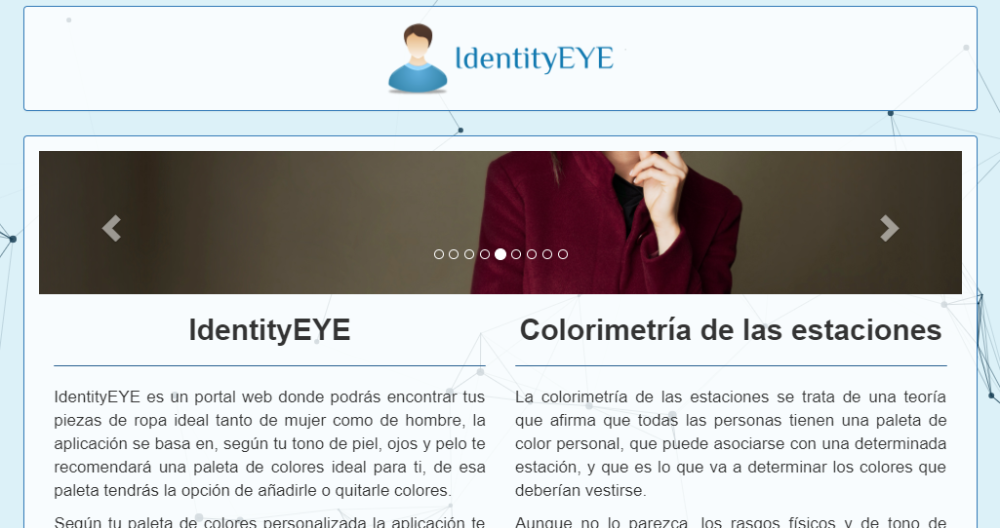 IdentityEYE
IdentityEYE
IdentityEYE es un portal web donde podrás encontrar tus
piezas de ropa ideal tanto de mujer como de hombre, la
aplicación se basa en, según tu tono de piel, ojos y pelo te
recomendará una paleta de colores ideal para ti, de esa
paleta tendrás la opción de añadirle o quitarle colores.
Según tu paleta de colores personalizada la aplicación te
Colorimetría de las estaciones
La colorimetría de las estaciones se trata de una teoría
que afirma que todas las personas tienen una paleta de
color personal, que puede asociarse con una determinada
estación, y que es lo que va a determinar los colores que
deberían vestirse.
Aunque no lo parezca, los rasgos físicos y de tono de